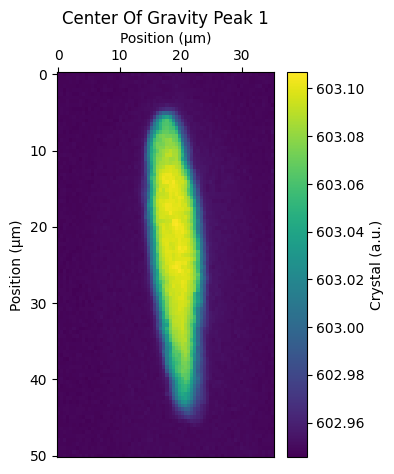 Center Of Gravity Peak 1
Position (μm)
0 10 20 30
0
10
20
30
40
50
Position (μm)
603.10
603.08
603.06
603.04
603.02
603.00
602.98
602.96
Crystal (a.u.)